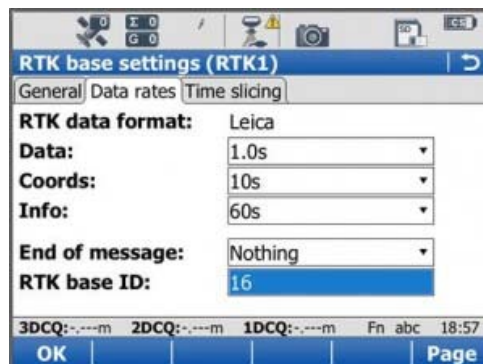 0 Σ 0 G 0 SD
RTK base settings (RTK1)
General Data rates Time slicing
RTK data format: Leica
Data: 1.0s
Coords: 10s
Info: 60s
End of message: Nothing
RTK base ID: 16
3DCQ:-.---m 2DCQ:-.---m 1DCQ:-.---m Fn abc 18:57
OK Page